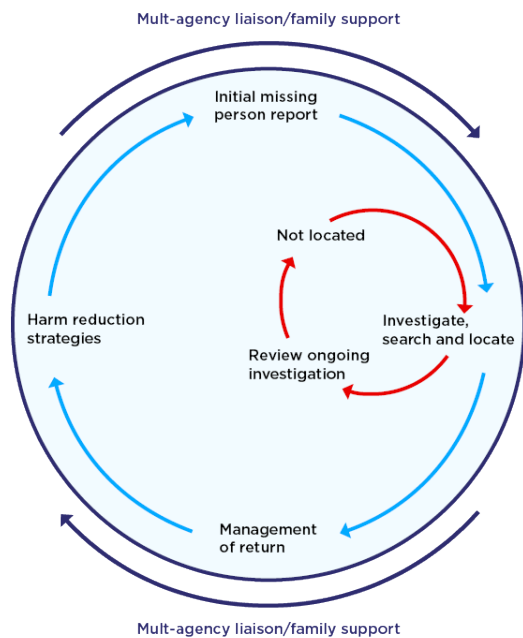 Mult-agency liaison/family support
Initial missing
person report
Not located
Harm reduction
strategies
Investigate,
search and locate
Review ongoing
investigation
Management
of return
Mult-agency liaison/family support